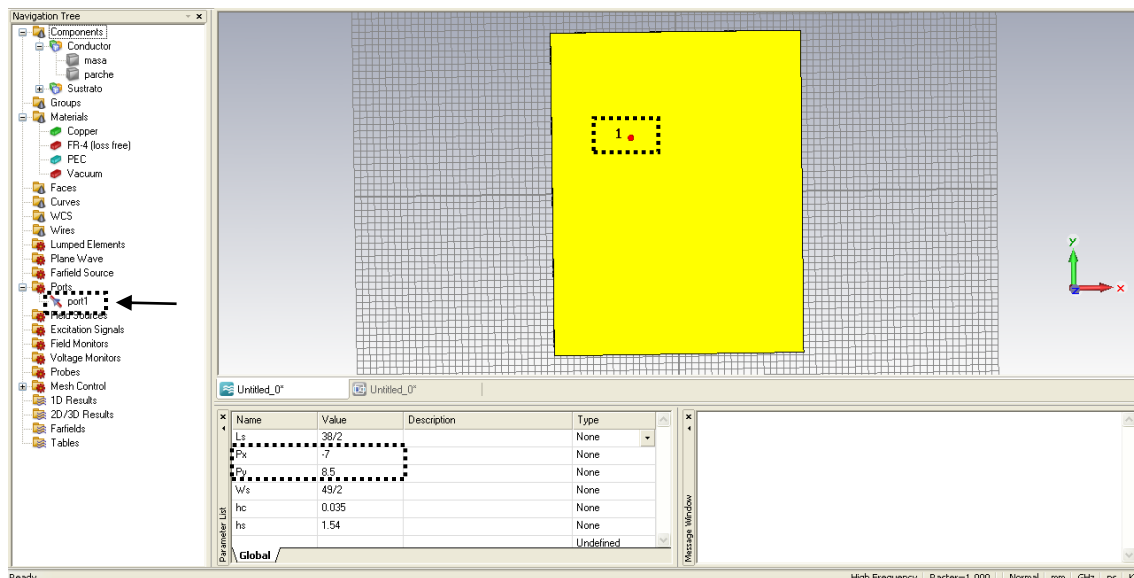 Navigation Tree
Components
Conductor
masa
parche
Sustrato
Groups
Materials
Copper
FR-4 (loss free)
PEC
Vacuum
Faces
Curves
WCS
Wires
Lumped Elements
Plane Wave
Farfield Source
Ports
port1
Field Sources
Excitation Signals
Field Monitors
Voltage Monitors
Probes
Mesh Control
1D Results
2D/3D Results
Farfields
Tables
1
y
z x
Untitled_0* Untitled_0*
Name Value Description Type
Ls 38/2 None
Px -7 None
Py 8.5 None
Ws 49/2 None
hc 0.035 None
hs 1.54 None
Undefined
Global
Parameter List
Message Window
Ready
High Frequency Raster=1.000 Normal mm GHz ns